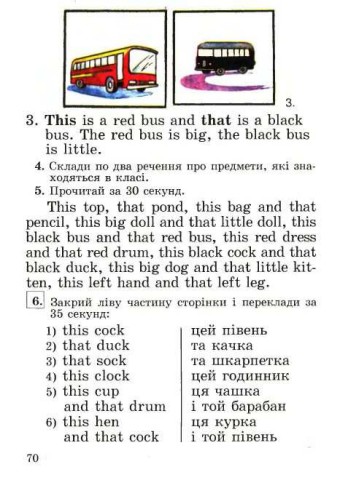 3.
3. This is a red bus and that is a black
bus. The red bus is big, the black bus
is little.
4. Склади по два речення про предмети, які зна-
ходяться в класі.
5. Прочитай за 30 секунд.
This top, that pond, this bag and that
pencil, this big doll and that little doll, this
black bus and that red bus, this red dress
and that red drum, this black cock and that
black duck, this big dog and that little kit-
ten, this left hand and that left leg.
6. Закрий ліву частину сторінки і переклади за
35 секунд:
1) this cock цей півень
2) that duck та качка
3) that sock та шкарпетка
4) this clock цей годинник
5) this cup ця чашка
and that drum і той барабан
6) this hen ця курка
and that cock і той півень
70